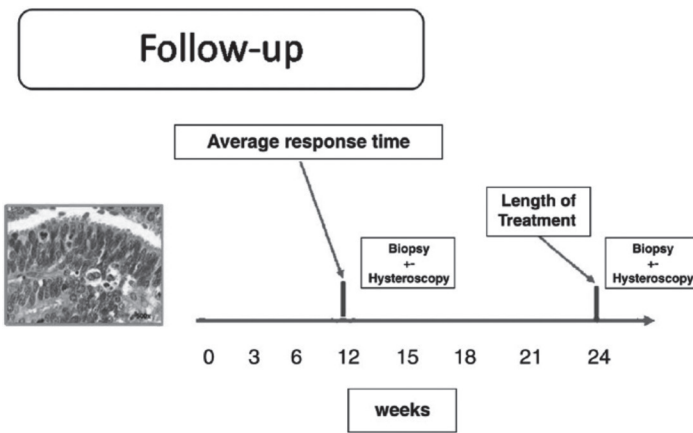 Follow-up
Average response time
Length of
Treatment
Biopsy
+-
Hysteroscopy
Biopsy
+-
Hysteroscopy
0 3 6 12 15 18 21 24
weeks